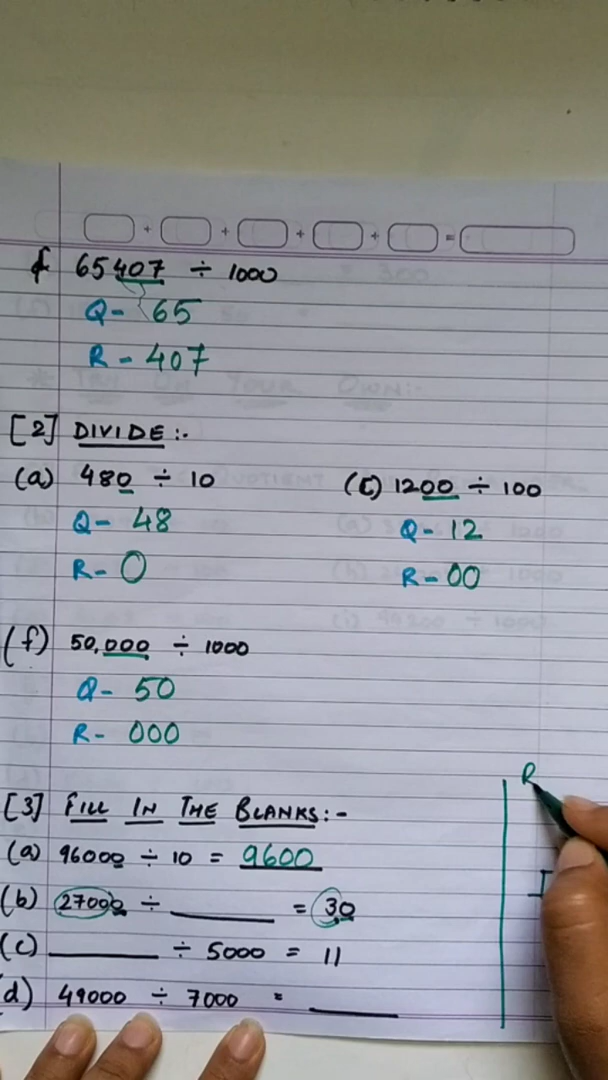 + + + + =
f 65407 ÷ 1000
Q- 65
R - 407
[2] DIVIDE :-
(a) 480 ÷ 10
Q- 48
R- 0
(C) 1200 ÷ 100
Q- 12
R- 00
(f) 50,000 ÷ 1000
Q- 50
R- 000
[3] FILL IN THE BLANKS:-
(a) 96000 ÷ 10 = 9600
(b) 27000 ÷ ______ = 30
(c) ______ ÷ 5000 = 11
(d) 49000 ÷ 7000 = ______
R